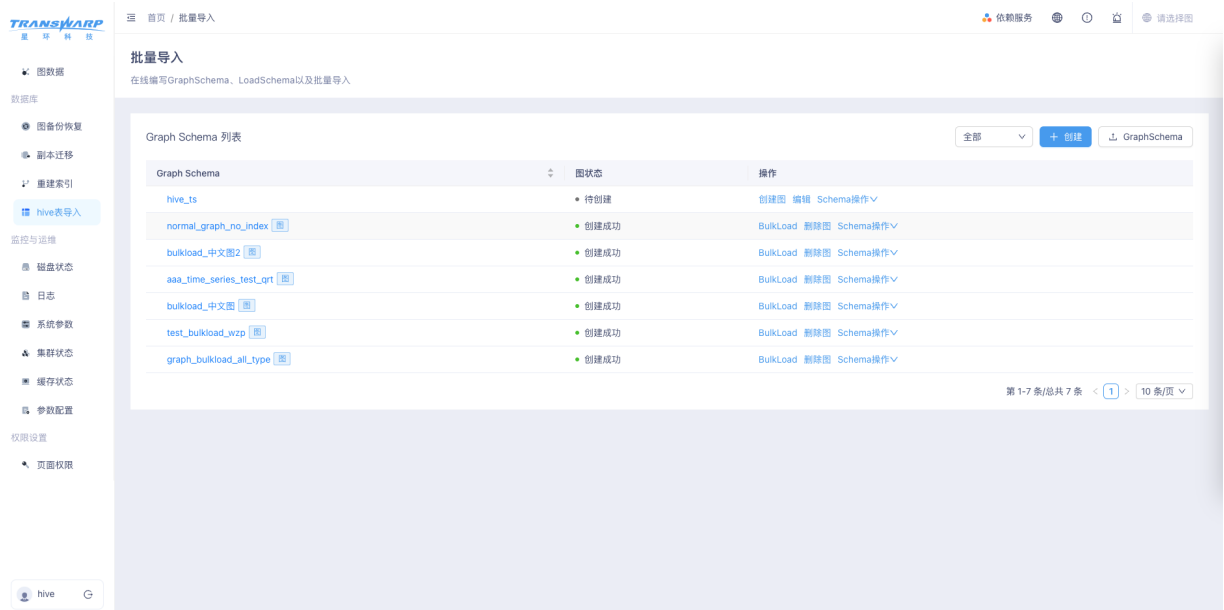 TRANSWARP
星环科技
首页 / 批量导入
依赖服务
请选择图
批量导入
在线编写GraphSchema、LoadSchema以及批量导入
图数据
数据库
图备份恢复
副本迁移
重建索引
hive表导入
监控与运维
磁盘状态
日志
系统参数
集群状态
缓存状态
参数配置
权限设置
页面权限
hive
Graph Schema 列表
全部
+ 创建
GraphSchema
Graph Schema 图状态 操作
hive_ts 待创建 创建图 编辑 Schema操作
normal_graph_no_index 图 创建成功 BulkLoad 删除图 Schema操作
bulkload_中文图2 图 创建成功 BulkLoad 删除图 Schema操作
aaa_time_series_test_qrt 图 创建成功 BulkLoad 删除图 Schema操作
bulkload_中文图 图 创建成功 BulkLoad 删除图 Schema操作
test_bulkload_wzp 图 创建成功 BulkLoad 删除图 Schema操作
graph_bulkload_all_type 图 创建成功 BulkLoad 删除图 Schema操作
第 1-7 条/总共 7 条 < 1 > 10 条/页